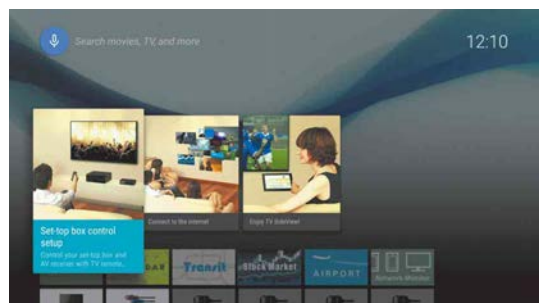 Search movies, TV, and more
12:10
Set-top box control
setup
Control your set-top box and
AV receiver with TV remote,...
Connect to the internet
Enjoy TV SideView!
DAR
Transit
Stock Market
AIRPORT
Network Monitor